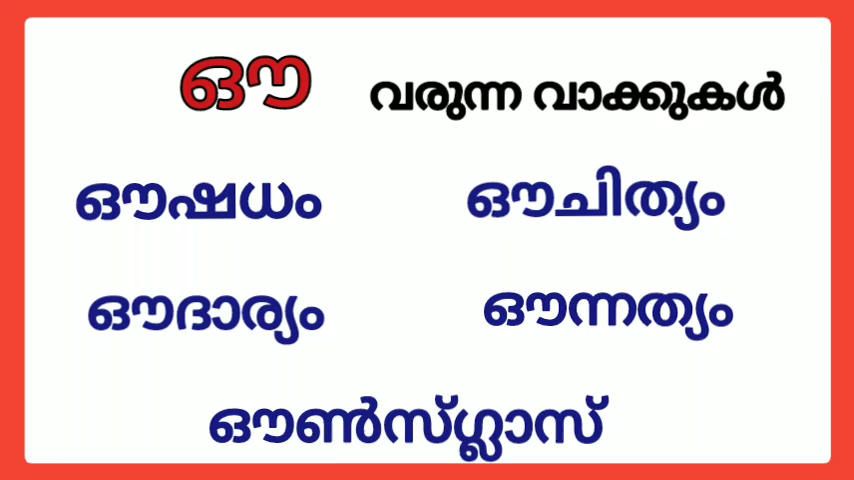 ഔ വരുന്ന വാക്കുകൾ
ഔഷധം ഔചിത്യം
ഔദാര്യം ഔന്നത്യം
ഔൺസ്ഗ്ലാസ്